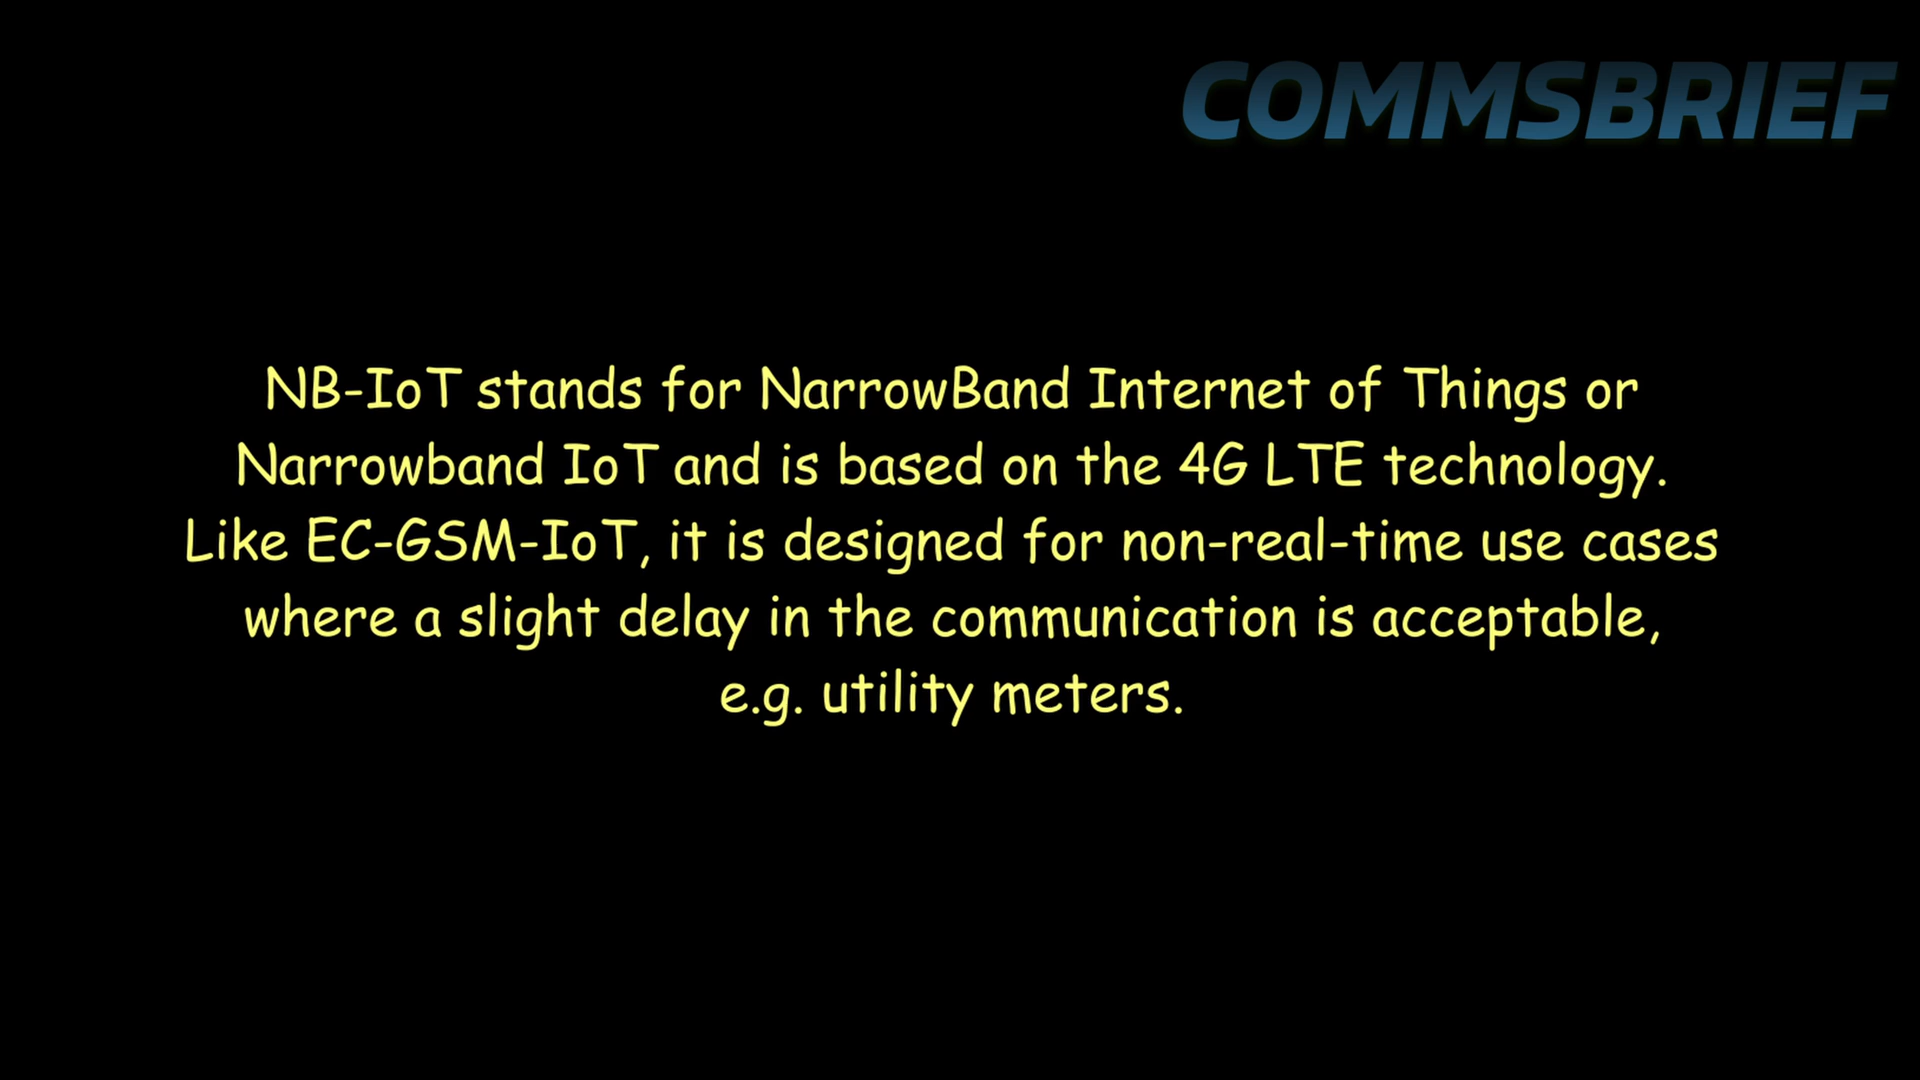 COMMSBRIEF
NB-IoT stands for NarrowBand Internet of Things or
Narrowband IoT and is based on the 4G LTE technology.
Like EC-GSM-IoT, it is designed for non-real-time use cases
where a slight delay in the communication is acceptable,
e.g. utility meters.